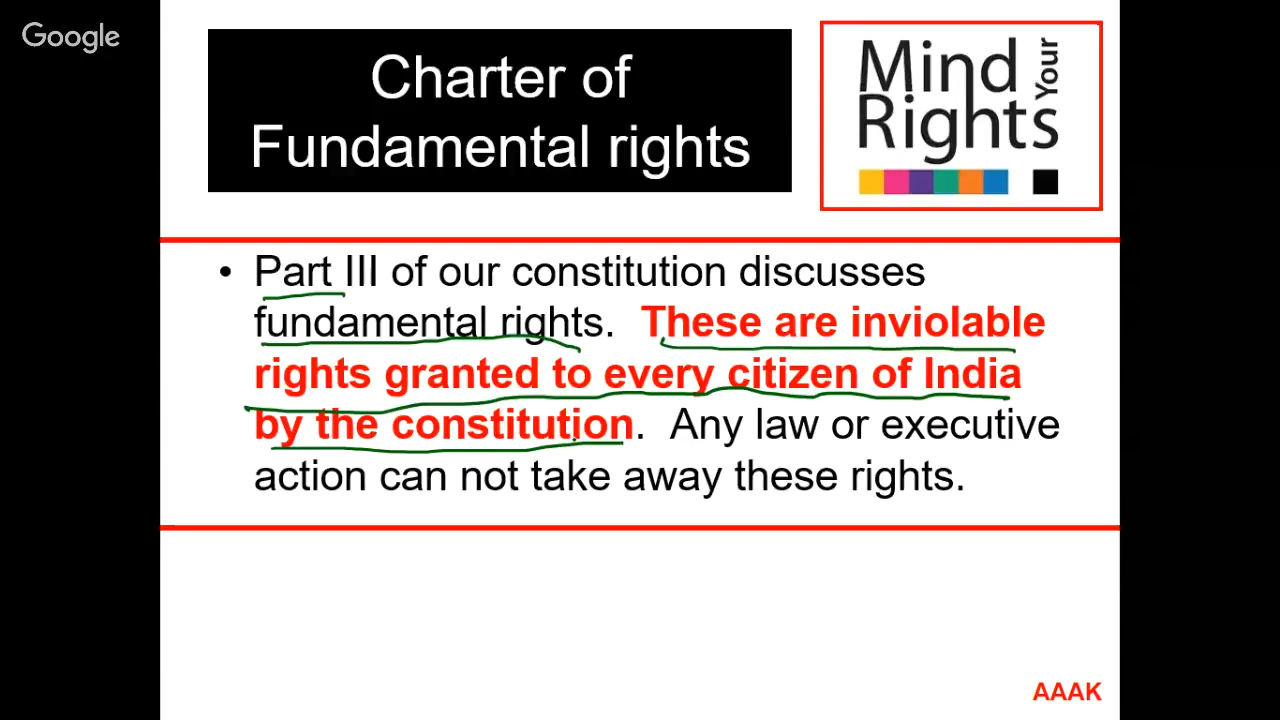 Google
Charter of
Fundamental rights
Mind Your
Rights
• Part III of our constitution discusses
fundamental rights. These are inviolable
rights granted to every citizen of India
by the constitution. Any law or executive
action can not take away these rights.
AAAK